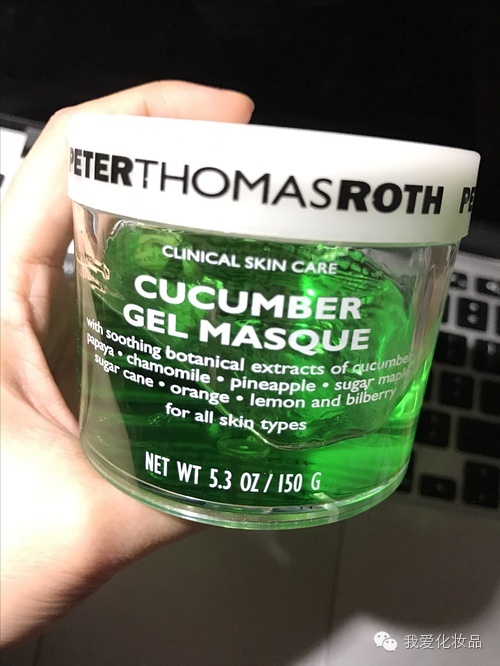 PETERTHOMASROTH PE
CLINICAL SKIN CARE
CUCUMBER
GEL MASQUE
with soothing botanical extracts of cucumber
papaya • chamomile • pineapple • sugar maple
sugar cane • orange • lemon and bilberry
for all skin types
NET WT 5.3 OZ / 150 G
我爱化妆品